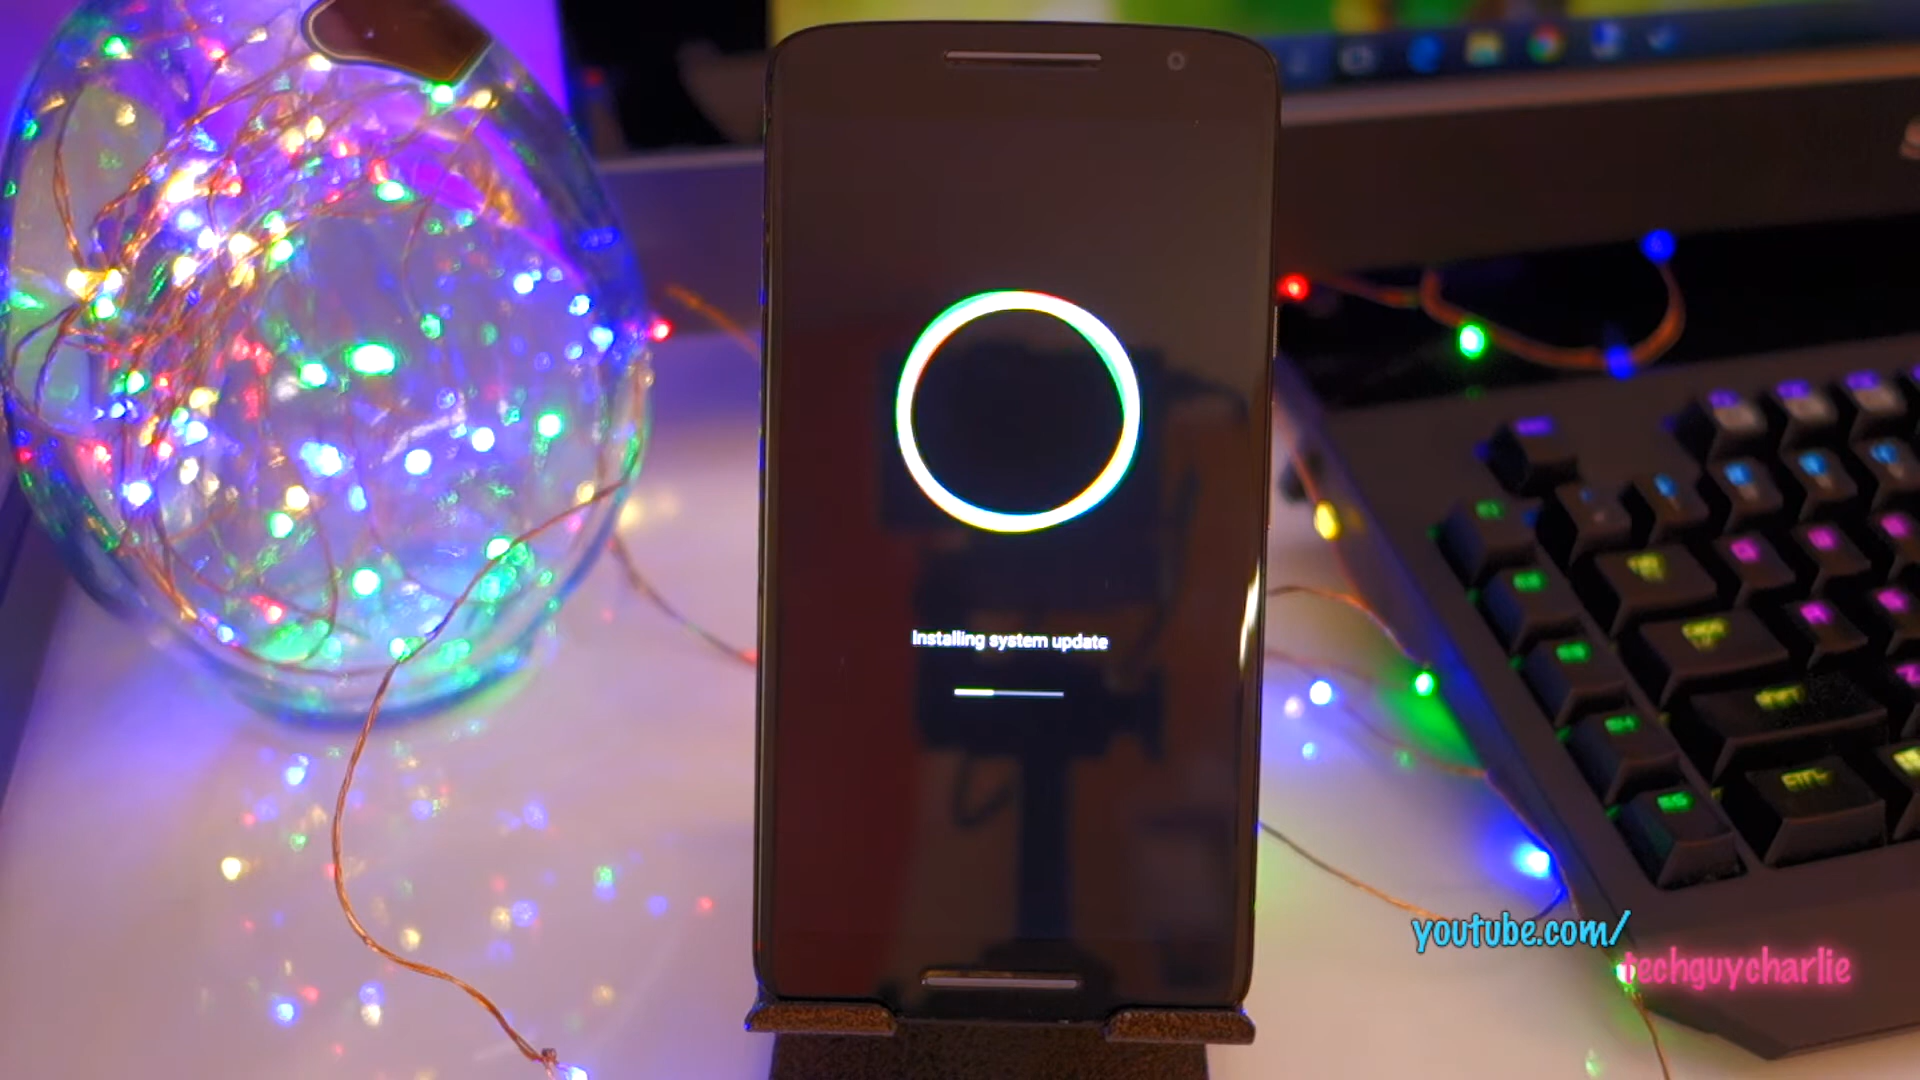 Installing system update
youtube.com/
techguycharlie